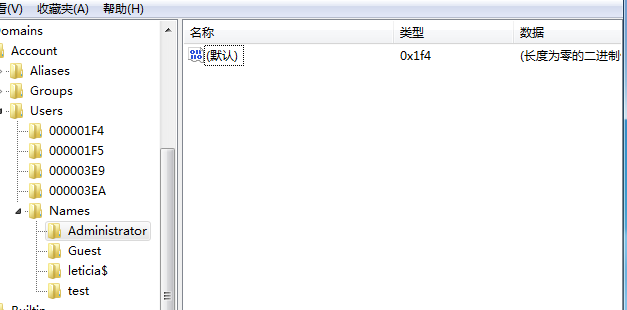 看(V) 收藏夹(A) 帮助(H)
omains
Account
Aliases
Groups
Users
000001F4
000001F5
000003E9
000003EA
Names
Administrator
Guest
leticia$
test
名称 类型 数据
(默认) 0x1f4 (长度为零的二进制